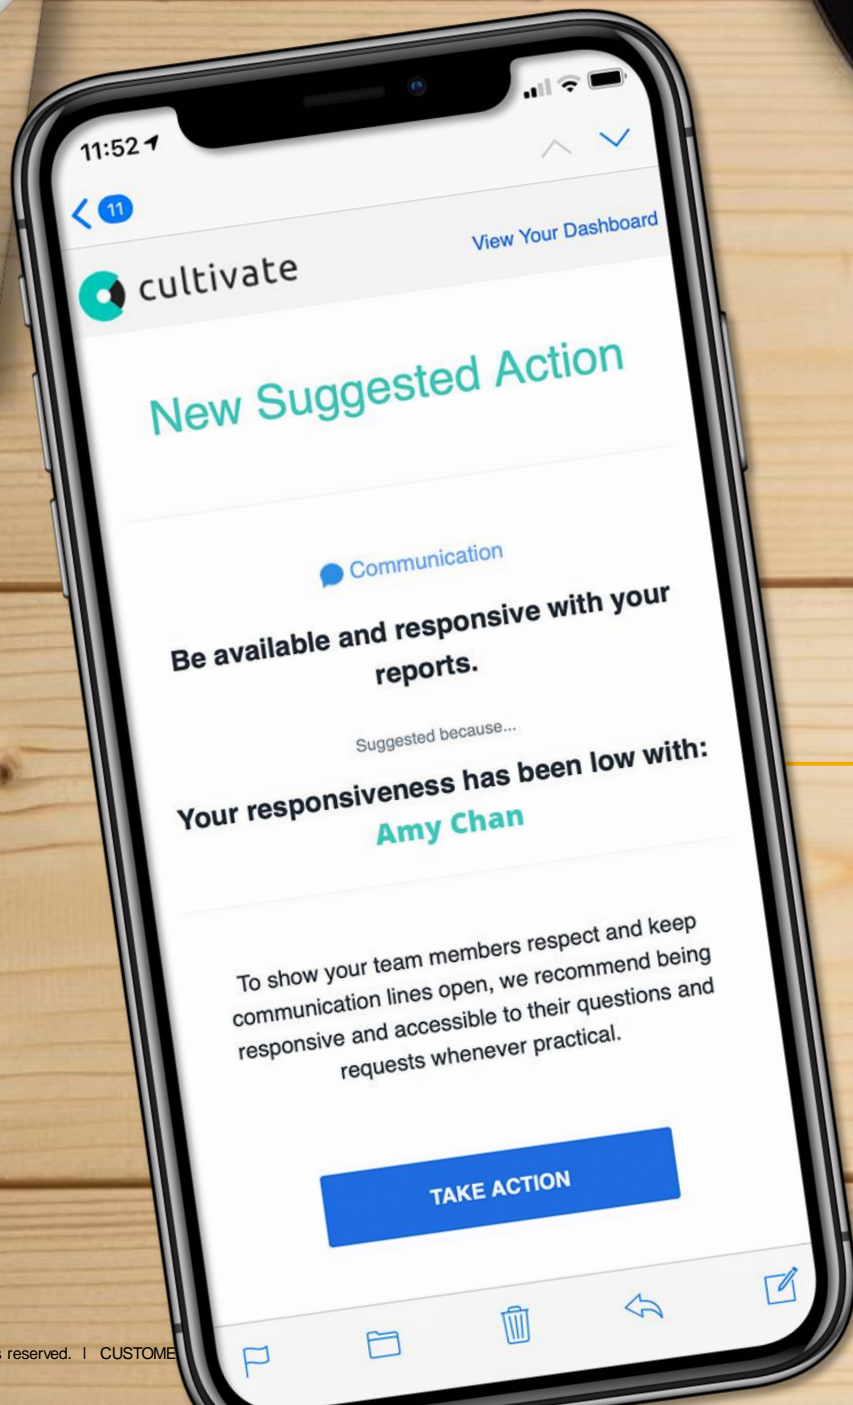 11:52
11
View Your Dashboard
cultivate
New Suggested Action
Communication
Be available and responsive with your
reports.
Suggested because...
Your responsiveness has been low with:
Amy Chan
To show your team members respect and keep
communication lines open, we recommend being
responsive and accessible to their questions and
requests whenever practical.
TAKE ACTION
reserved. I CUSTOME